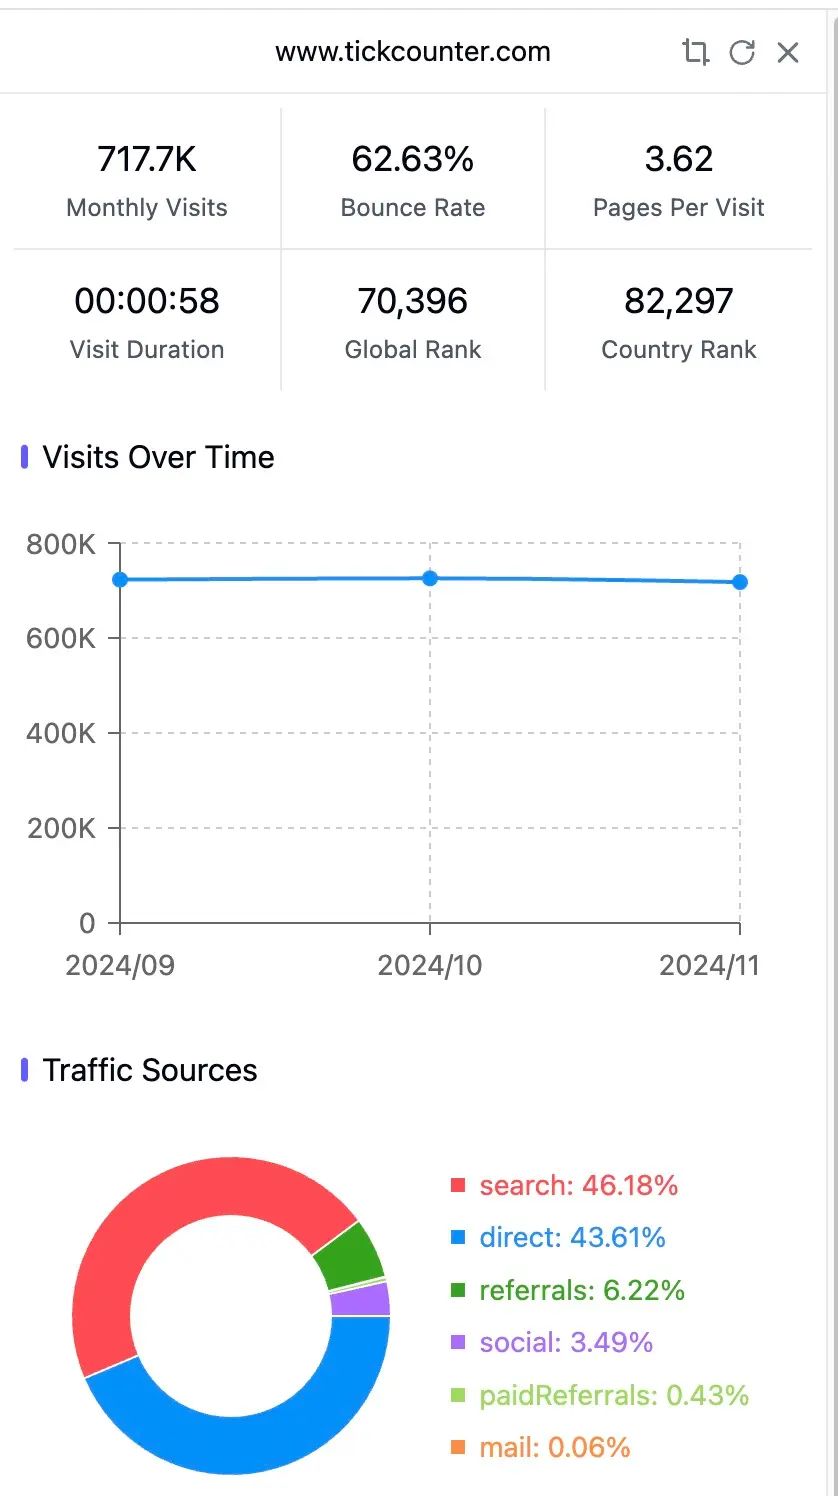 www.tickcounter.com
717.7K
62.63%
3.62
Monthly Visits
Bounce Rate
Pages Per Visit
00:00:58
70,396
82,297
Visit Duration
Global Rank
Country Rank
Visits Over Time
800K
600K
400K
200K
0
2024/09
2024/10
2024/11
Traffic Sources
search: 46.18%
direct: 43.61%
referrals: 6.22%
social: 3.49%
paidReferrals: 0.43%
mail: 0.06%